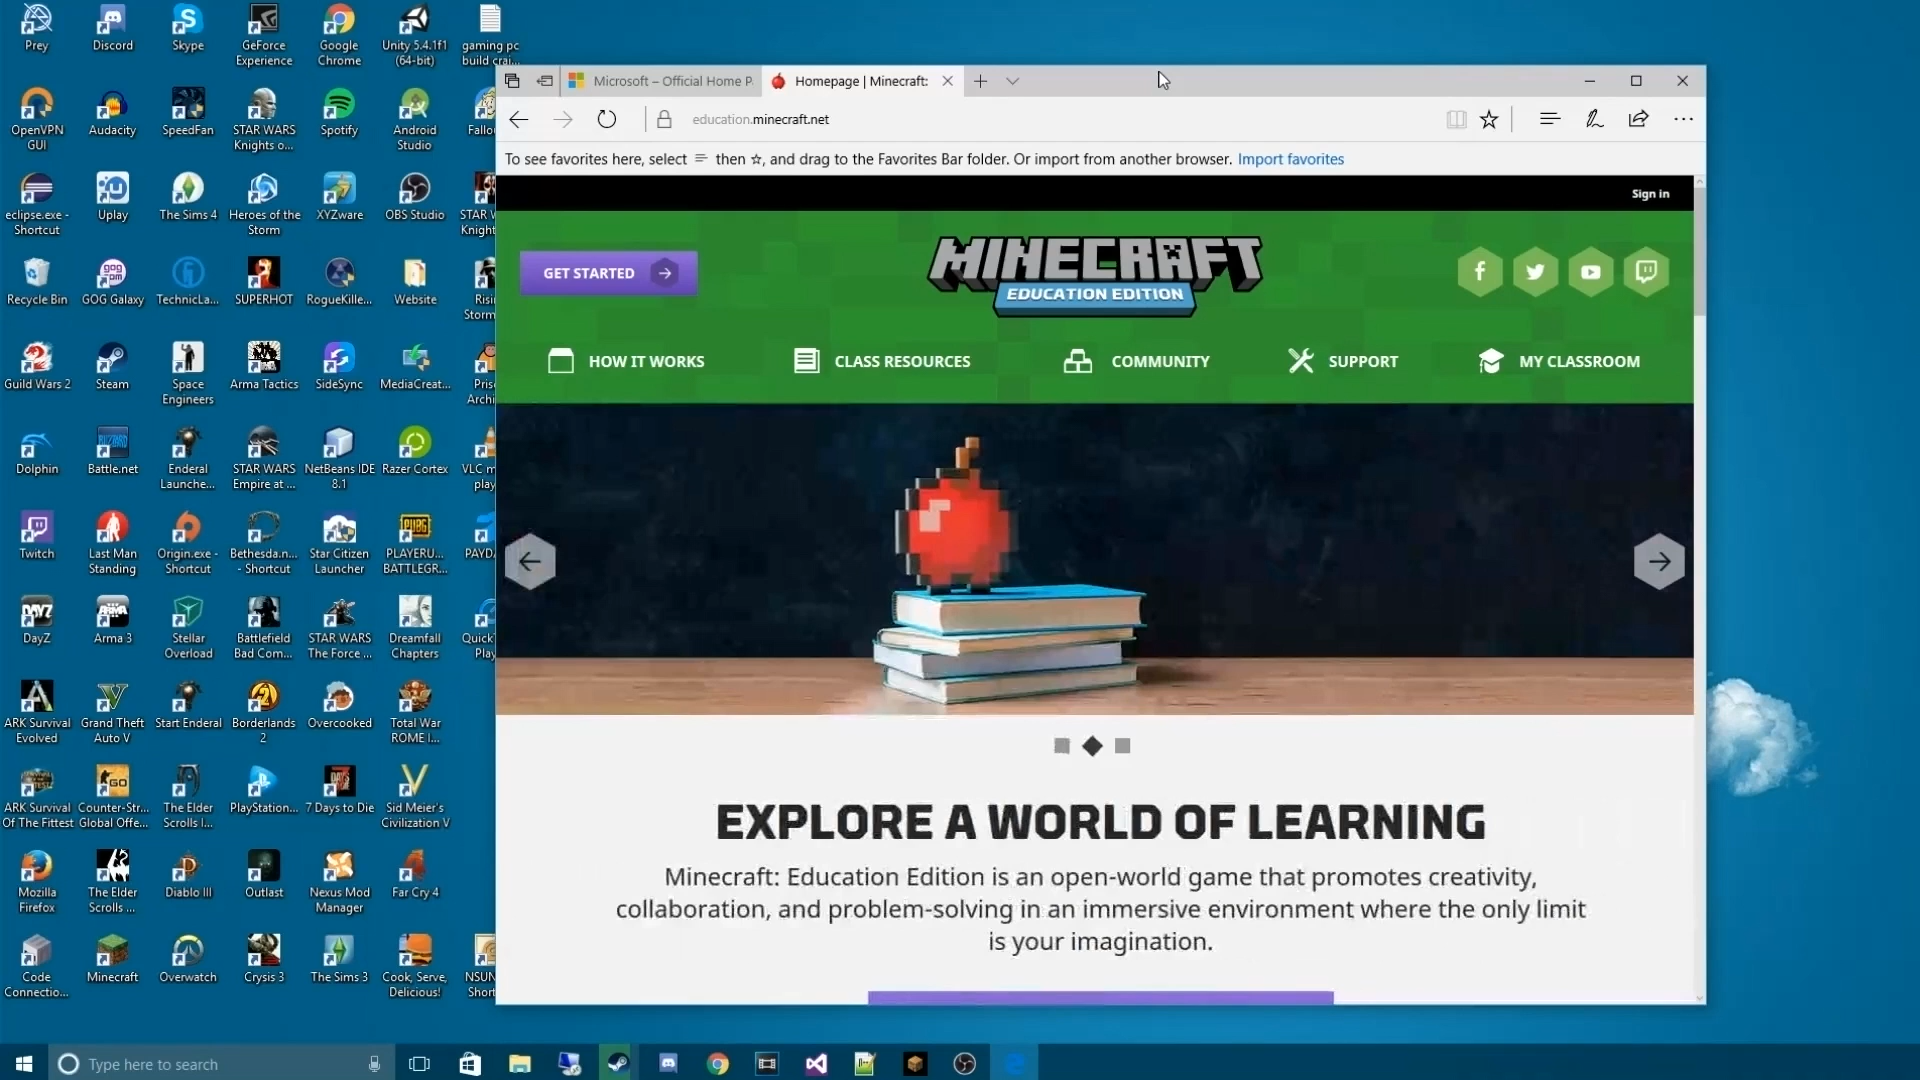 Prey
Discord
Skype
GeForce
Experience
Google
Chrome
Unity 5.4.1f1
(64-bit)
gaming pc
build crai...
OpenVPN
GUI
Audacity
SpeedFan
STAR WARS
Knights o...
Spotify
Android
Studio
eclipse.exe -
Shortcut
Uplay
The Sims 4
Heroes of the
Storm
XYZware
OBS Studio
STAR
Knight
Recycle Bin
GOG Galaxy
TechnicLa...
SUPERHOT
RogueKille...
Website
Storm
Guild Wars 2
Steam
Space
Engineers
Arma Tactics
SideSync
MediaCreat...
Dolphin
Battle.net
Enderal
Launche...
STAR WARS
Empire at ...
NetBeans IDE
8.1
Razer Cortex
VLC m
play
Twitch
Last Man
Standing
Origin.exe -
Shortcut
Bethesda.n...
- Shortcut
Star Citizen
Launcher
PLAYERU...
BATTLEGR...
PAYD
DayZ
Arma 3
Stellar
Overload
Battlefield
Bad Com...
STAR WARS
The Force ...
Dreamfall
Chapters
Quick
Play
ARK Survival
Evolved
Grand Theft
Auto V
Start Enderal
Borderlands
2
Overcooked
Total War
ROME I...
ARK Survival
Of The Fittest
Counter-Str...
Global Offe...
The Elder
Scrolls I...
PlayStation...
7 Days to Die
Sid Meier's
Civilization V
Mozilla
Firefox
The Elder
Scrolls ...
Diablo III
Outlast
Nexus Mod
Manager
Far Cry 4
Code
Connectio...
Minecraft
Overwatch
Crysis 3
The Sims 3
Cook, Serve,
Delicious!
NSUN
Short
Microsoft – Official Home P
Homepage | Minecraft:
education.minecraft.net
To see favorites here, select then ☆, and drag to the Favorites Bar folder. Or import from another browser. Import favorites
Sign in
GET STARTED
MINECRAFT
EDUCATION EDITION
HOW IT WORKS
CLASS RESOURCES
COMMUNITY
SUPPORT
MY CLASSROOM
EXPLORE A WORLD OF LEARNING
Minecraft: Education Edition is an open-world game that promotes creativity,
collaboration, and problem-solving in an immersive environment where the only limit
is your imagination.
Type here to search